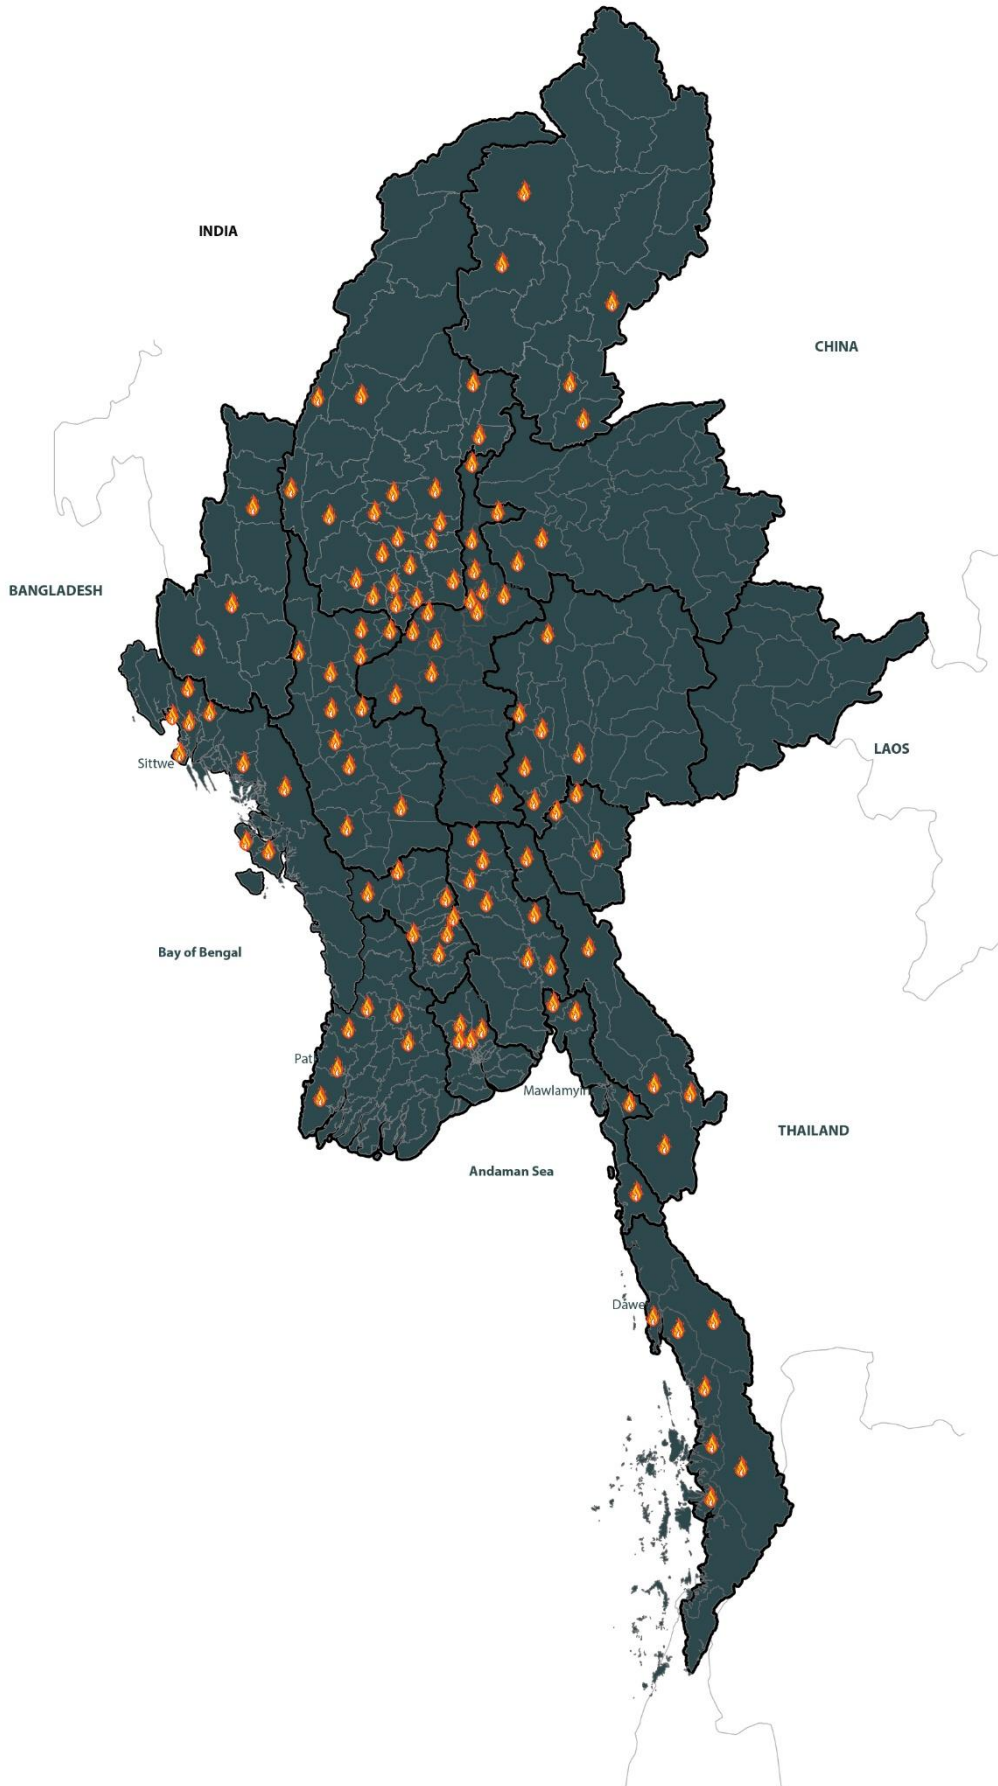 INDIA
CHINA
BANGLADESH
LAOS
Sittwe
Bay of Bengal
Pat
Mawlamyi
THAILAND
Andaman Sea
Dawe